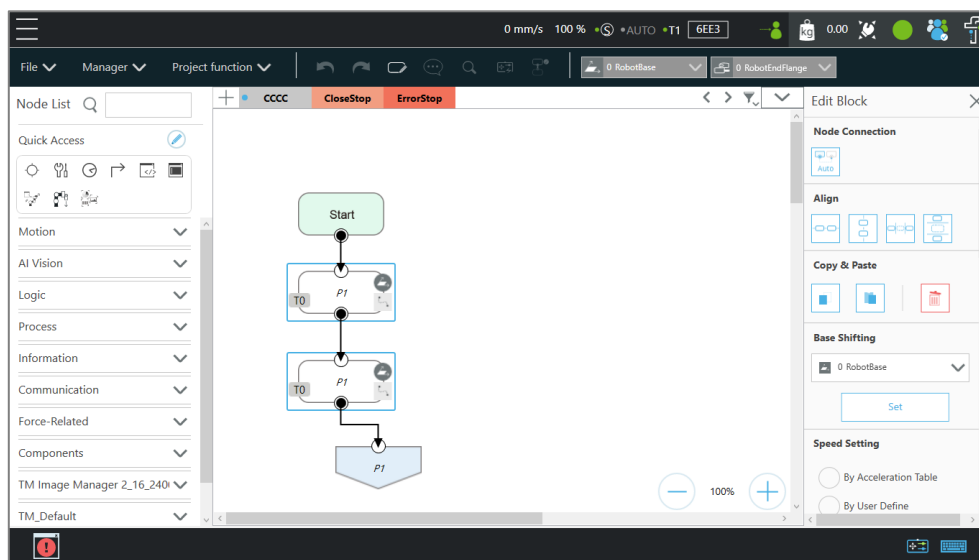 0 mm/s 100 % S AUTO T1 6EE3 kg 0.00
File Manager Project function 0 RobotBase 0 RobotEndFlange
Node List
CCCC CloseStop ErrorStop
Edit Block
Quick Access
Node Connection
Auto
Motion
AI Vision
Logic
Process
Information
Communication
Force-Related
Components
TM Image Manager 2_16_240
TM_Default
Start
P1
T0
P1
T0
P1
100%
Align
Copy & Paste
Base Shifting
0 RobotBase
Set
Speed Setting
By Acceleration Table
By User Define